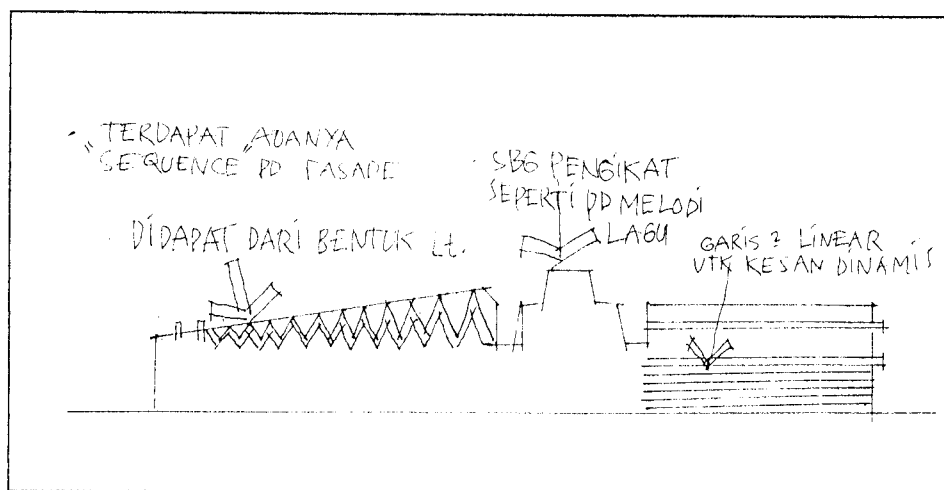 TERDAPAT "ADANYA
"SEQUENCE" PD FASADE
DIDAPAT DARI BENTUK Lt.
SBG PENGIKAT
SEPERTI PD MELODI
LAGU
GARIS 2 LINEAR
UTK KESAN DINAMIS